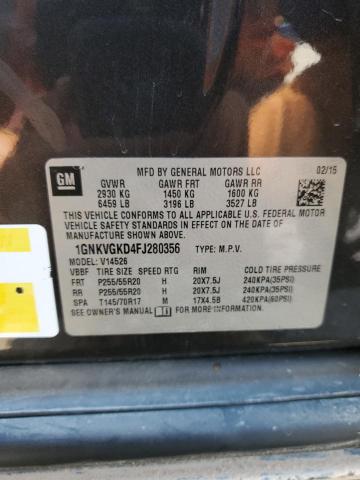 GM
MFD BY GENERAL MOTORS LLC 02/15
GVWR GAWR FRT GAWR RR
2930 KG 1450 KG 1600 KG
6459 LB 3196 LB 3527 LB
THIS VEHICLE CONFORMS TO ALL APPLICABLE U.S. FEDERAL MOTOR
VEHICLE SAFETY AND THEFT PREVENTION STANDARDS IN EFFECT ON
THE DATE OF MANUFACTURE SHOWN ABOVE.
1GNKVGKD4FJ280356 TYPE: M.P.V.
MODEL: V14526
VBBF TIRE SIZE SPEED RTG RIM COLD TIRE PRESSURE
FRT P255/55R20 H 20X7.5J 240KPA(35PSI)
RR P255/55R20 H 20X7.5J 240KPA(35PSI)
SPA T145/70R17 M 17X4.5B 420KPA(60PSI)
SEE OWNER'S MANUAL FOR MORE INFORMATION.